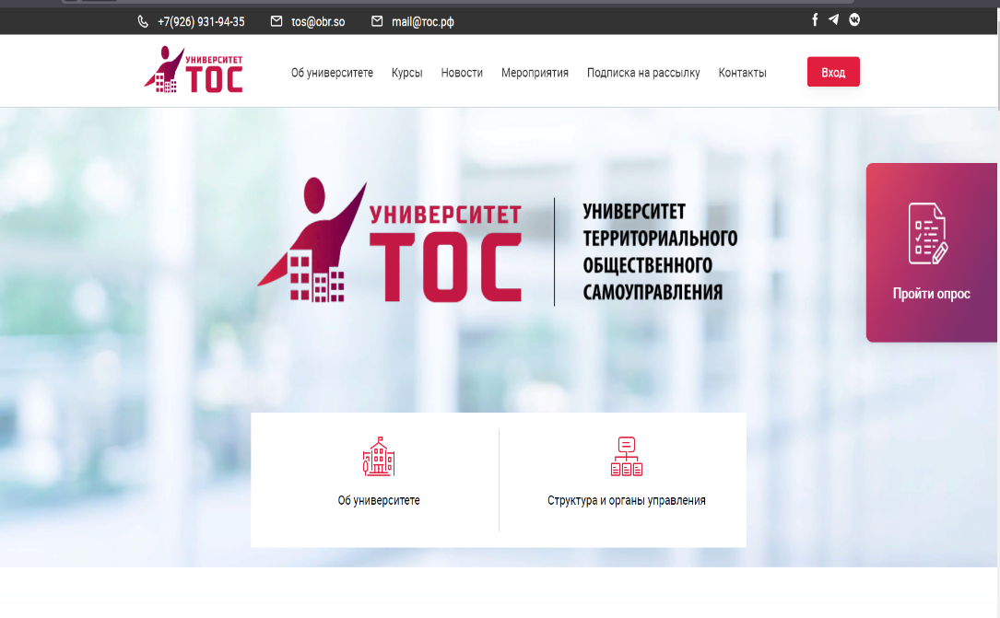 +7(926) 931-94-35
tos@obr.so
mail@тос.рф
УНИВЕРСИТЕТ
ТОС
Об университете
Курсы
Новости
Мероприятия
Подписка на рассылку
Контакты
Вход
УНИВЕРСИТЕТ
ТОС
УНИВЕРСИТЕТ
ТЕРРИТОРИАЛЬНОГО
ОБЩЕСТВЕННОГО
САМОУПРАВЛЕНИЯ
Пройти опрос
Об университете
Структура и органы управления